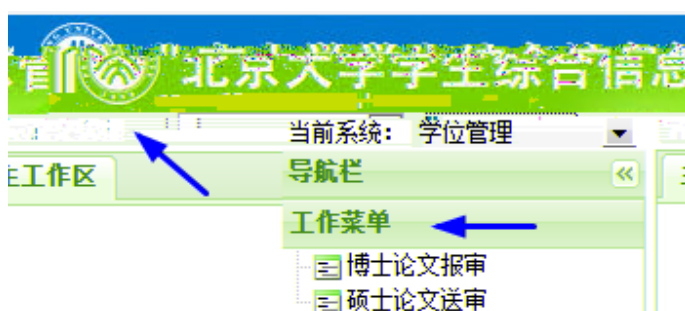 北京大学学生综合信息
当前系统： 学位管理
主工作区
导航栏
工作菜单
博士论文报审
硕士论文送审